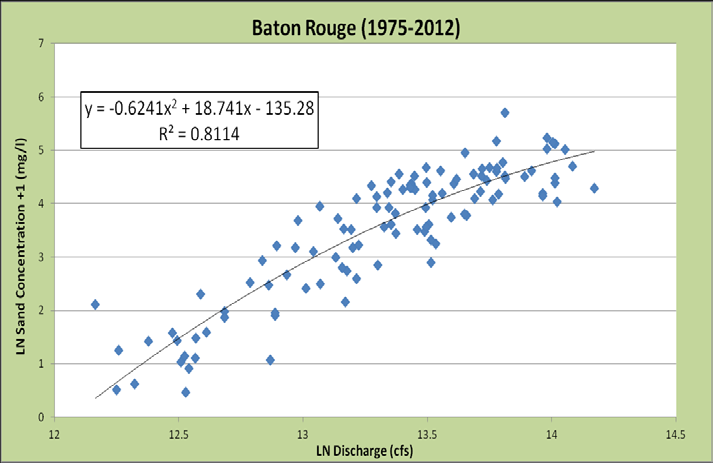 Baton Rouge (1975-2012)
7
y = -0.6241x² + 18.741x - 135.28
R² = 0.8114
6
5
4
3
2
1
0
LN Sand Concentration +1 (mg/l)
12
12.5
13
13.5
14
14.5
LN Discharge (cfs)